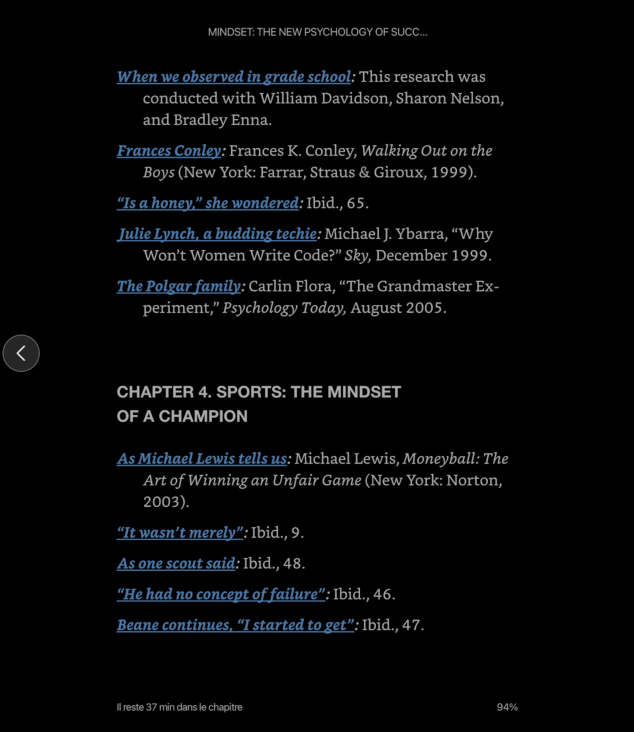 MINDSET: THE NEW PSYCHOLOGY OF SUCC...
When we observed in grade school: This research was
conducted with William Davidson, Sharon Nelson,
and Bradley Enna.
Frances Conley: Frances K. Conley, Walking Out on the
Boys (New York: Farrar, Straus & Giroux, 1999).
“Is a honey,” she wondered: Ibid., 65.
Julie Lynch, a budding techie: Michael J. Ybarra, “Why
Won’t Women Write Code?” Sky, December 1999.
The Polgar family: Carlin Flora, “The Grandmaster Ex-
periment,” Psychology Today, August 2005.
CHAPTER 4. SPORTS: THE MINDSET
OF A CHAMPION
As Michael Lewis tells us: Michael Lewis, Moneyball: The
Art of Winning an Unfair Game (New York: Norton,
2003).
“It wasn’t merely”: Ibid., 9.
As one scout said: Ibid., 48.
“He had no concept of failure”: Ibid., 46.
Beane continues, “I started to get”: Ibid., 47.
Il reste 37 min dans le chapitre
94%